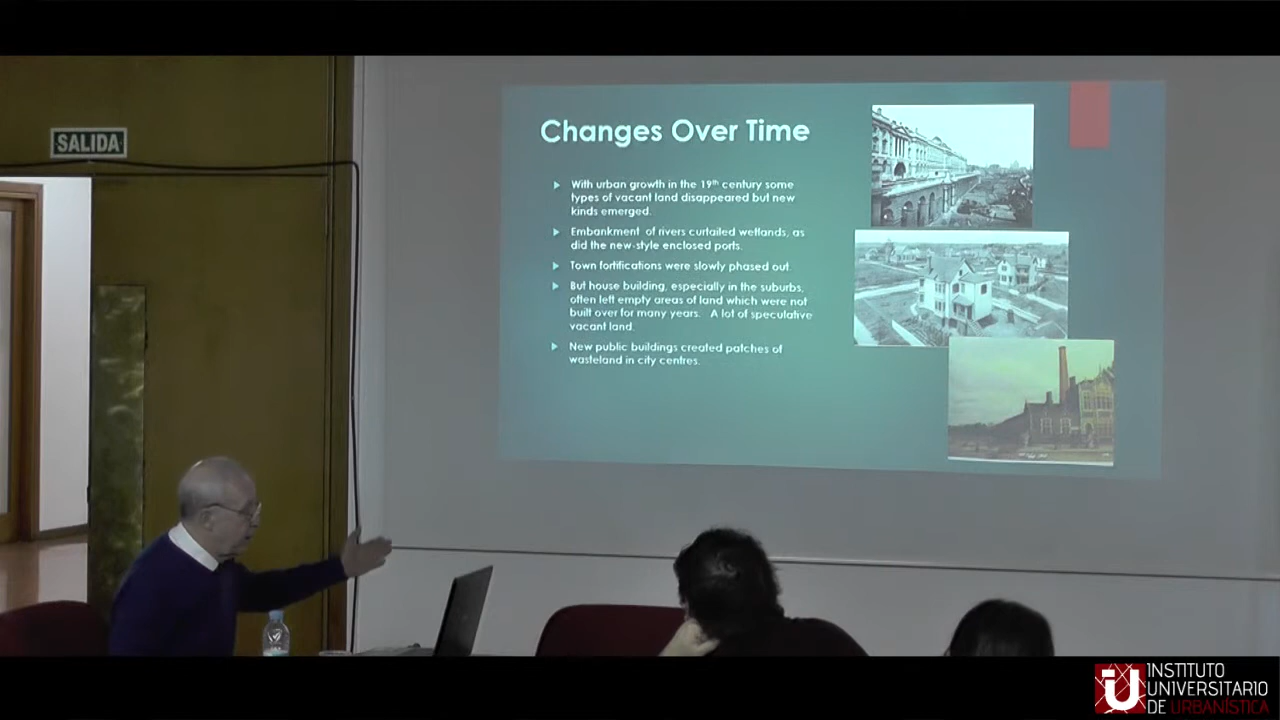 SALIDA
Changes Over Time
With urban growth in the 19th century some
types of vacant land disappeared but new
kinds emerged.
Embankment of rivers curtailed wetlands, as
did the new-style enclosed ports.
Town fortifications were slowly phased out.
But house building, especially in the suburbs,
often left empty areas of land which were not
built over for many years. A lot of speculative
vacant land.
New public buildings created patches of
wasteland in city centres.
INSTITUTO
UNIVERSITARIO
DE URBANÍSTICA